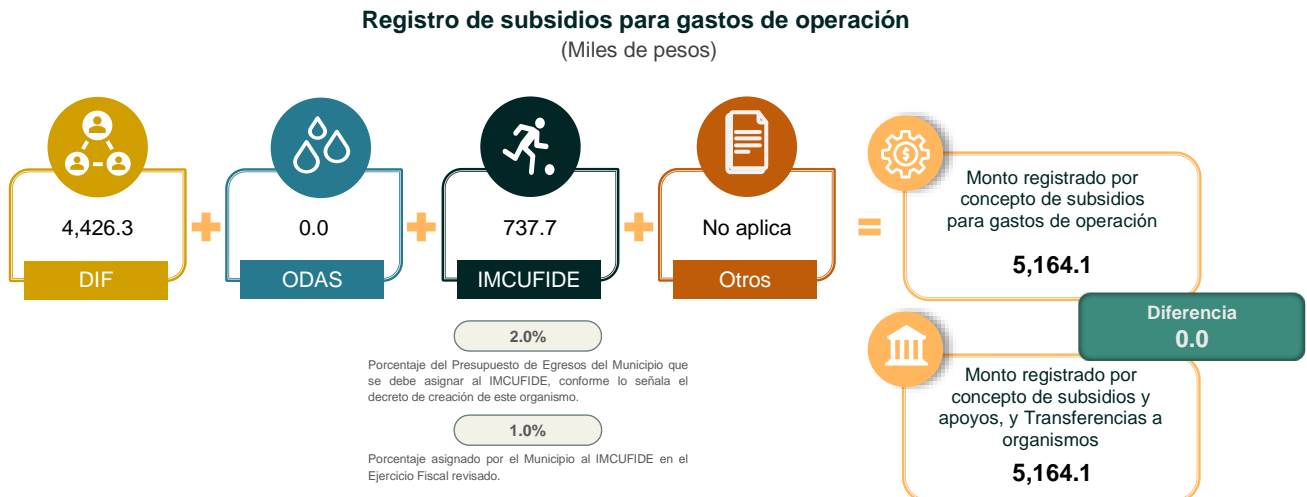 Registro de subsidios para gastos de operación
(Miles de pesos)
4,426.3
DIF
0.0
ODAS
737.7
IMCUFIDE
No aplica
Otros
Monto registrado por
concepto de subsidios
para gastos de operación
5,164.1
Diferencia
0.0
Monto registrado por
concepto de subsidios y
apoyos, y Transferencias a
organismos
5,164.1
2.0%
Porcentaje del Presupuesto de Egresos del Municipio que
se debe asignar al IMCUFIDE, conforme lo señala el
decreto de creación de este organismo.
1.0%
Porcentaje asignado por el Municipio al IMCUFIDE en el
Ejercicio Fiscal revisado.